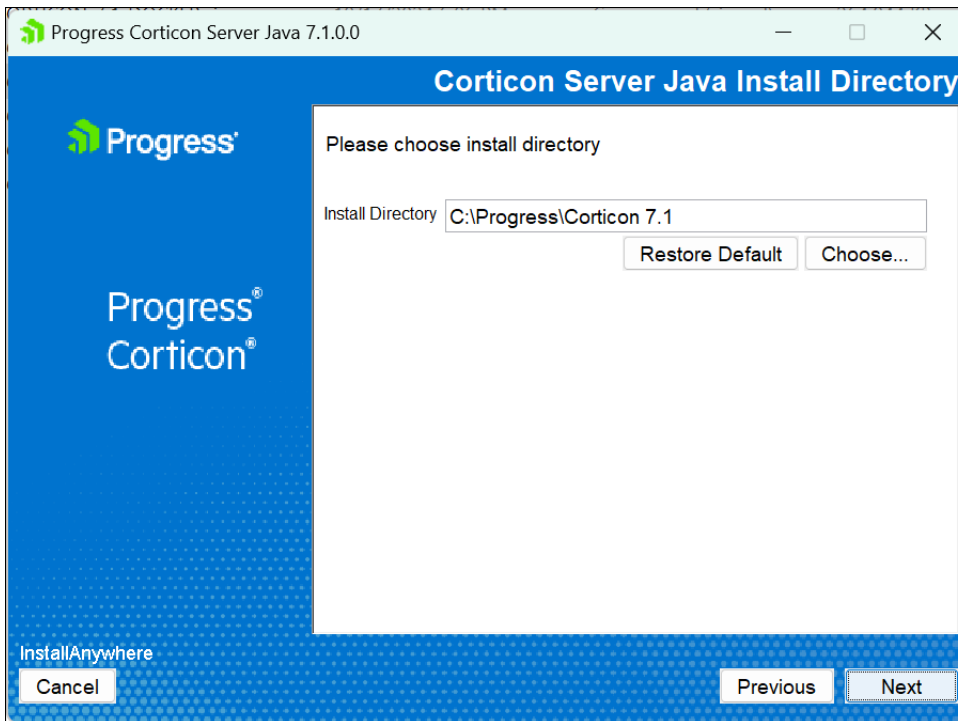 Progress Corticon Server Java 7.1.0.0
Corticon Server Java Install Directory
Progress
Please choose install directory
Install Directory C:\Progress\Corticon 7.1
Restore Default Choose...
Progress®
Corticon®
InstallAnywhere
Cancel Previous Next